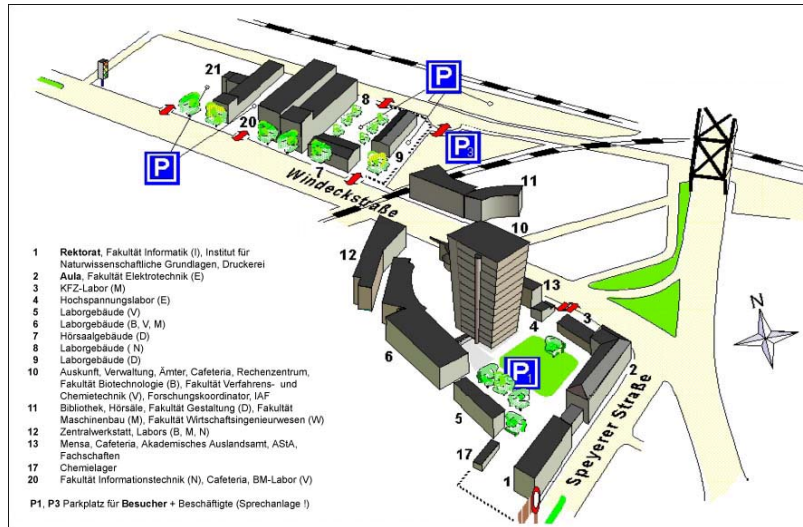 21
P
8
20
P
P3
9
7
Windeckstraße
11
10
12
13
N
4
3
6
2
P1
5
17
1
Speyerer Straße
1 Rektorat, Fakultät Informatik (I), Institut für
Naturwissenschaftliche Grundlagen, Druckerei
2 Aula, Fakultät Elektrotechnik (E)
3 KFZ-Labor (M)
4 Hochspannungslabor (E)
5 Laborgebäude (V)
6 Laborgebäude (B, V, M)
7 Hörsaalgebäude (D)
8 Laborgebäude ( N)
9 Laborgebäude (D)
10 Auskunft, Verwaltung, Ämter, Cafeteria, Rechenzentrum,
Fakultät Biotechnologie (B), Fakultät Verfahrens- und
Chemietechnik (V), Forschungskoordinator, IAF
11 Bibliothek, Hörsäle, Fakultät Gestaltung (D), Fakultät
Maschinenbau (M), Fakultät Wirtschaftsingenieurwesen (W)
12 Zentralwerkstatt, Labors (B, M, N)
13 Mensa, Cafeteria, Akademisches Auslandsamt, AStA,
Fachschaften
17 Chemielager
20 Fakultät Informationstechnik (N), Cafeteria, BM-Labor (V)
P1, P3 Parkplatz für Besucher + Beschäftigte (Sprechanlage !)